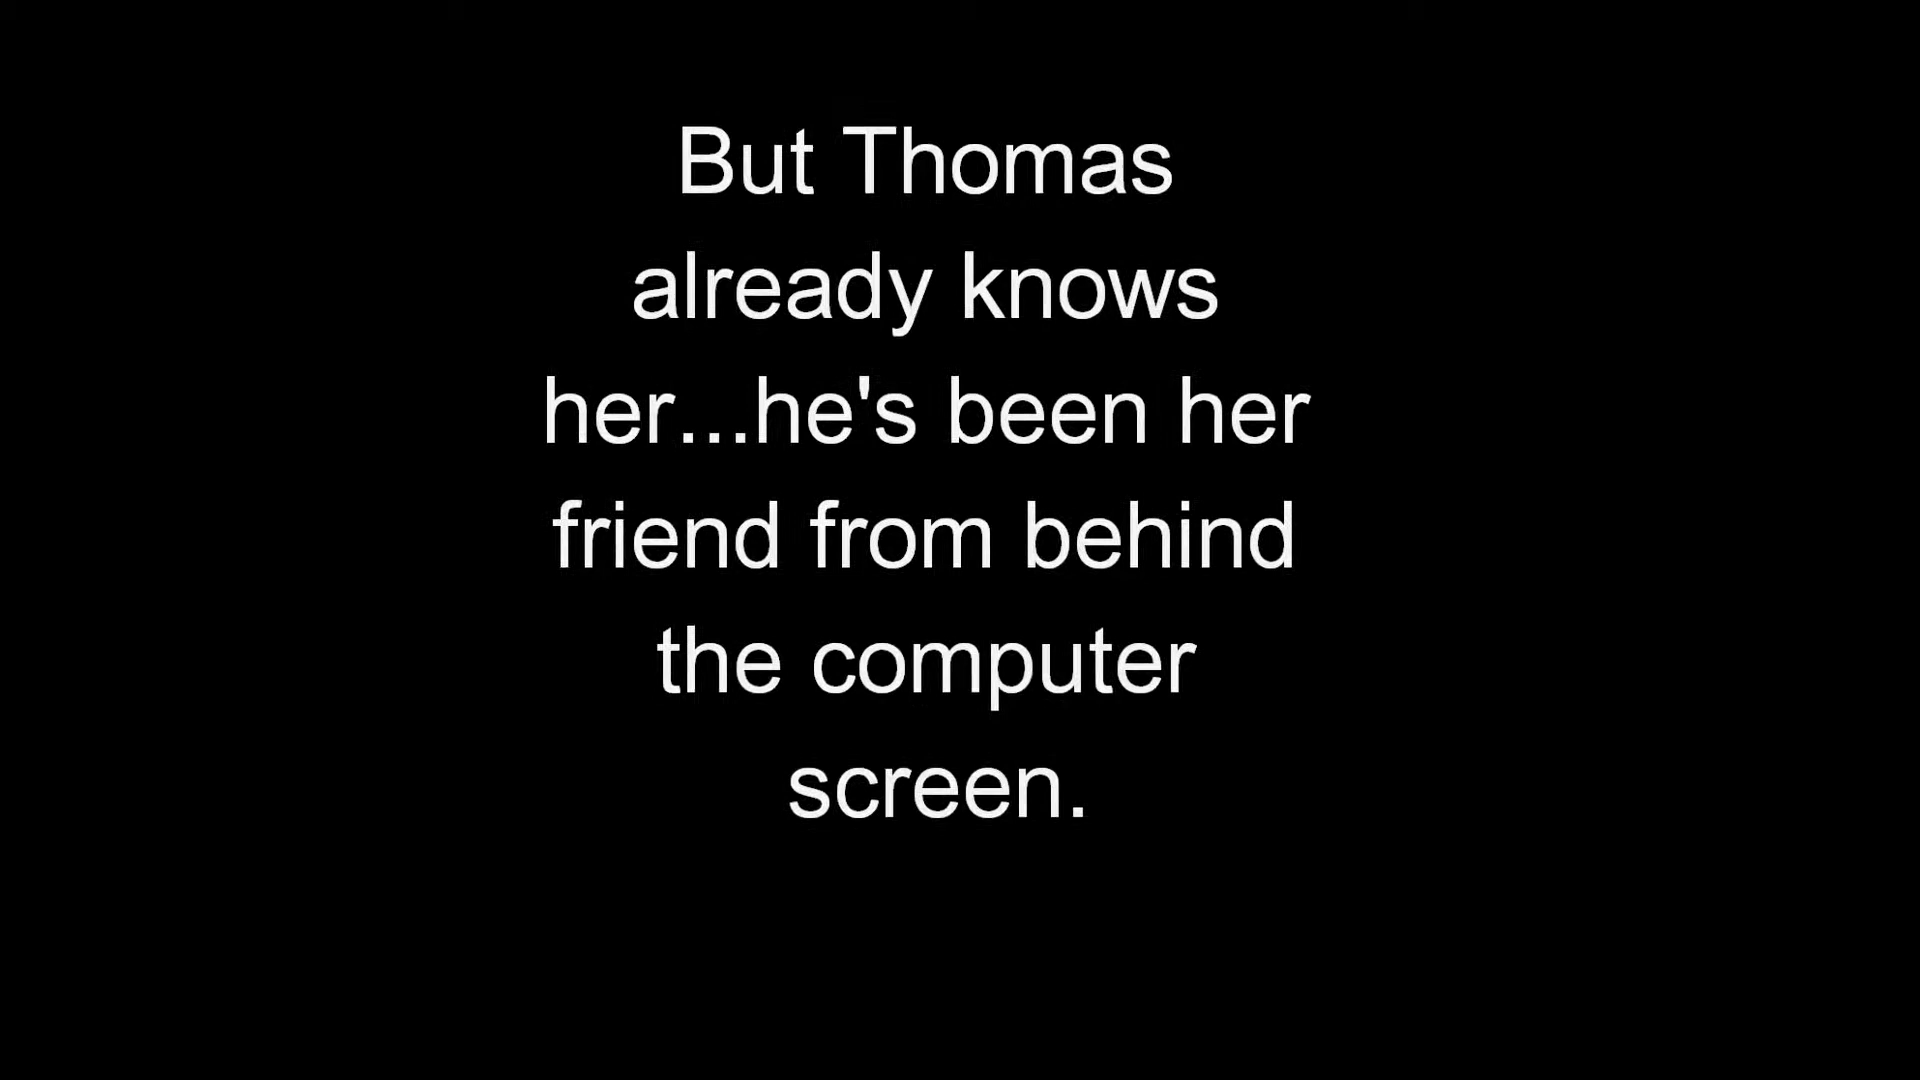 But Thomas
already knows
her...he's been her
friend from behind
the computer
screen.